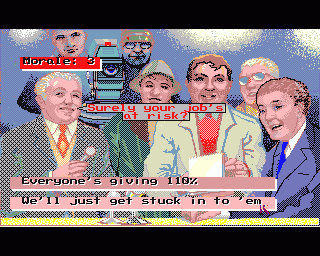 Morale: 3
Surely your job's
at risk?
Everyone's giving 110%
We'll just get stuck in to 'em